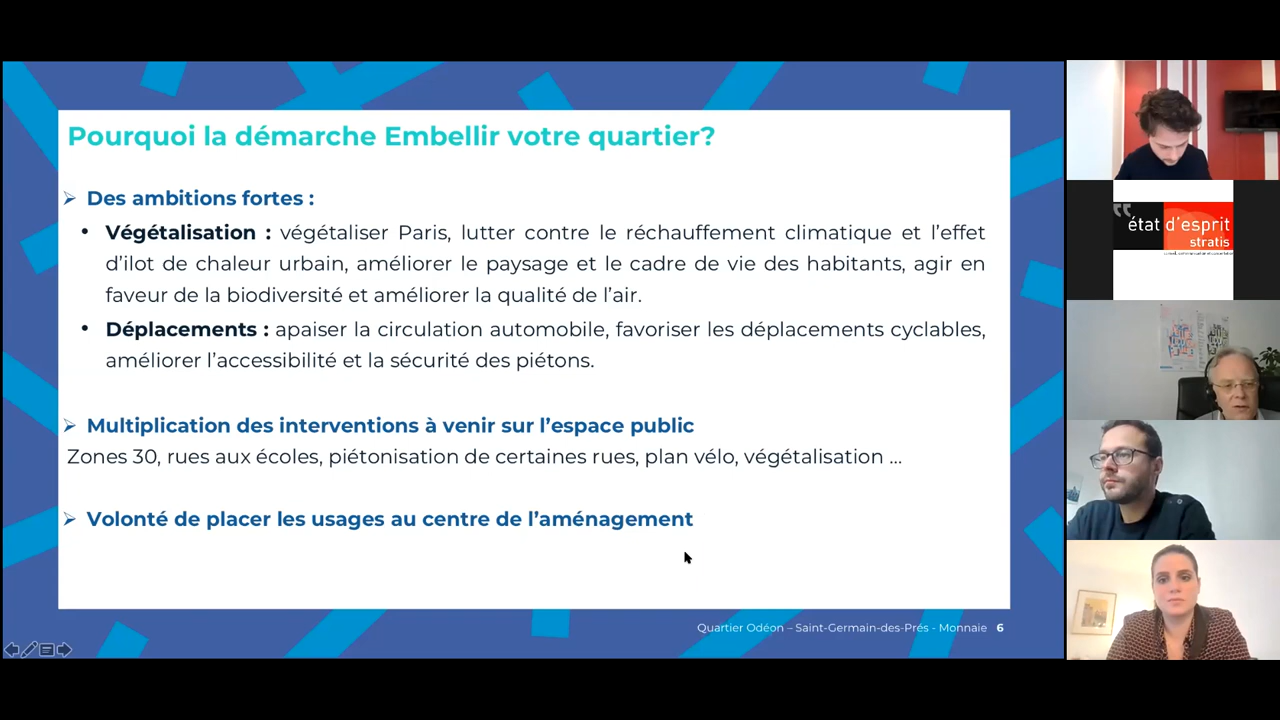 Pourquoi la démarche Embellir votre quartier?
Des ambitions fortes :
Végétalisation : végétaliser Paris, lutter contre le réchauffement climatique et l'effet
d'ilot de chaleur urbain, améliorer le paysage et le cadre de vie des habitants, agir en
faveur de la biodiversité et améliorer la qualité de l'air.
Déplacements : apaiser la circulation automobile, favoriser les déplacements cyclables,
améliorer l'accessibilité et la sécurité des piétons.
Multiplication des interventions à venir sur l'espace public
Zones 30, rues aux écoles, piétonisation de certaines rues, plan vélo, végétalisation ...
Volonté de placer les usages au centre de l'aménagement
Quartier Odéon – Saint-Germain-des-Prés - Monnaie 6
état d'esprit
stratis